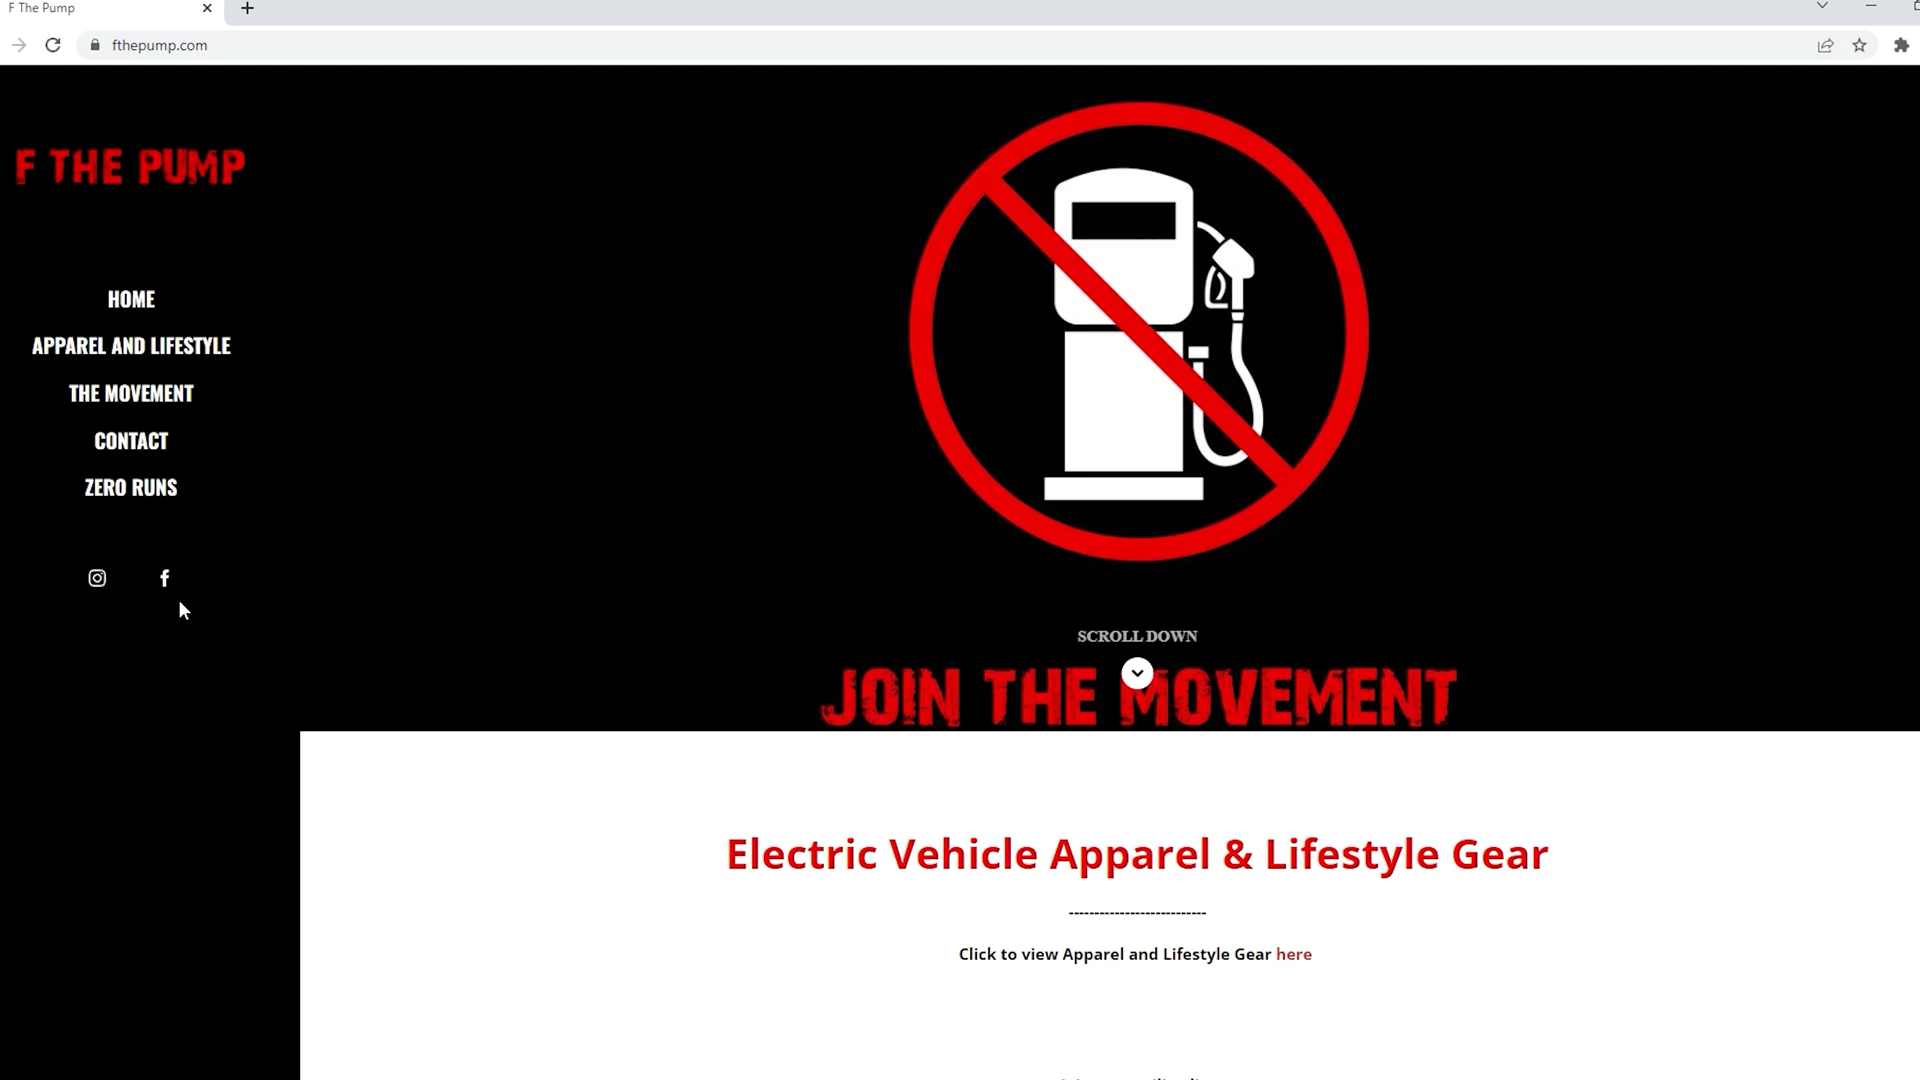 F The Pump
fthepump.com
F THE PUMP
HOME
APPAREL AND LIFESTYLE
THE MOVEMENT
CONTACT
ZERO RUNS
SCROLL DOWN
JOIN THE MOVEMENT
Electric Vehicle Apparel & Lifestyle Gear
---------------------------
Click to view Apparel and Lifestyle Gear here